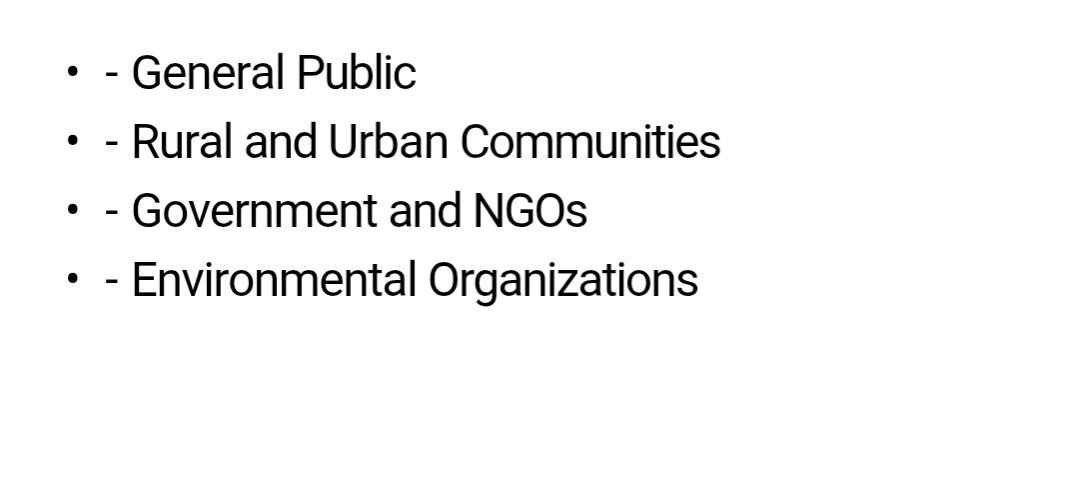 • - General Public
• - Rural and Urban Communities
• - Government and NGOs
• - Environmental Organizations